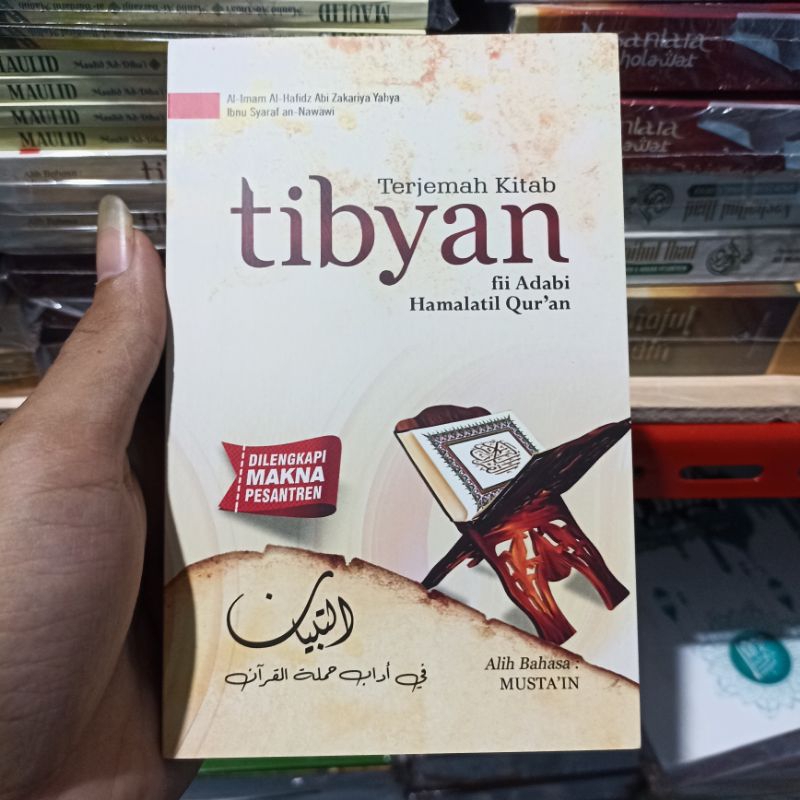 Al-Imam Al-Hafidz Abi Zakariya Yahya
Ibnu Syaraf an-Nawawi
Terjemah Kitab
tibyan
fii Adabi
Hamalatil Qur'an
DILENGKAPI
MAKNA
PESANTREN
التبيان
في آداب حملة القرآن
Alih Bahasa :
MUSTA'IN
MAULID
MAULID
MAULID
MAULID
MAULID